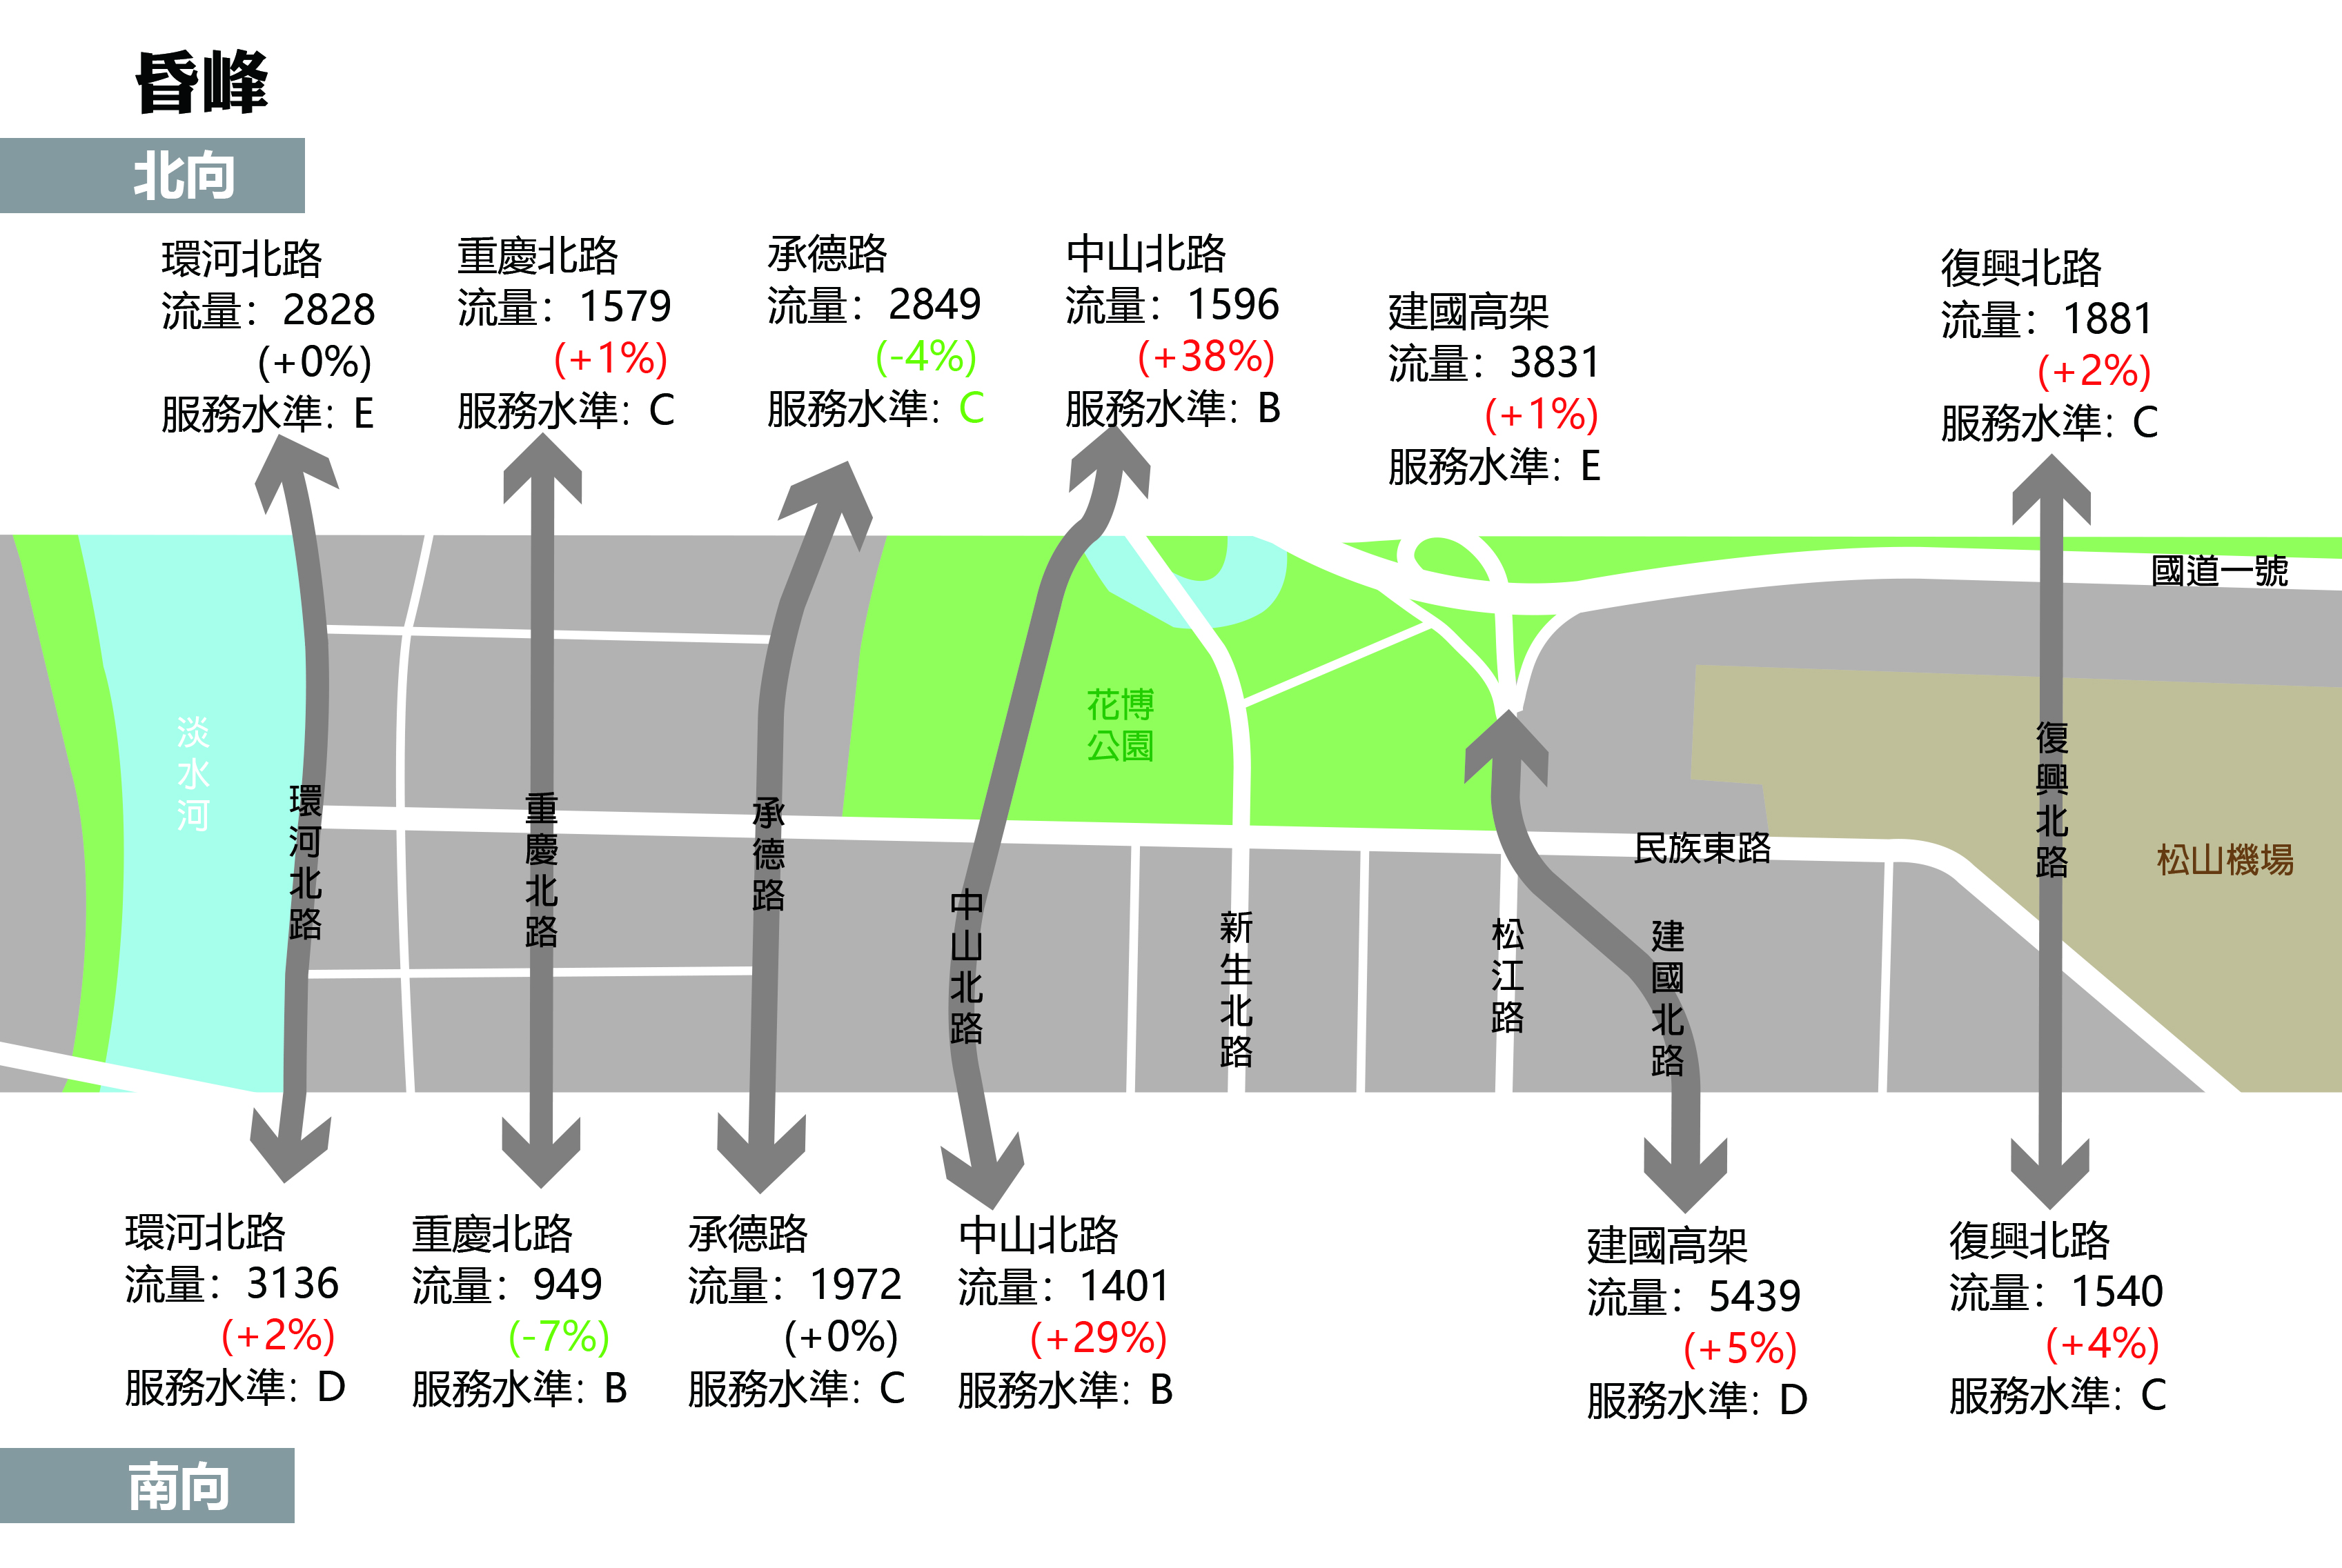 昏峰
北向
環河北路
流量：2828
(+0%)
服務水準：E
重慶北路
流量：1579
(+1%)
服務水準：C
承德路
流量：2849
(-4%)
服務水準：C
中山北路
流量：1596
(+38%)
服務水準：B
建國高架
流量：3831
(+1%)
服務水準：E
復興北路
流量：1881
(+2%)
服務水準：C
國道一號
淡水河
花博
公園
環河北路
重慶北路
承德路
中山北路
新生北路
松江路
民族東路
建國北路
復興北路
松山機場
環河北路
流量：3136
(+2%)
服務水準：D
重慶北路
流量：949
(-7%)
服務水準：B
承德路
流量：1972
(+0%)
服務水準：C
中山北路
流量：1401
(+29%)
服務水準：B
建國高架
流量：5439
(+5%)
服務水準：D
復興北路
流量：1540
(+4%)
服務水準：C
南向